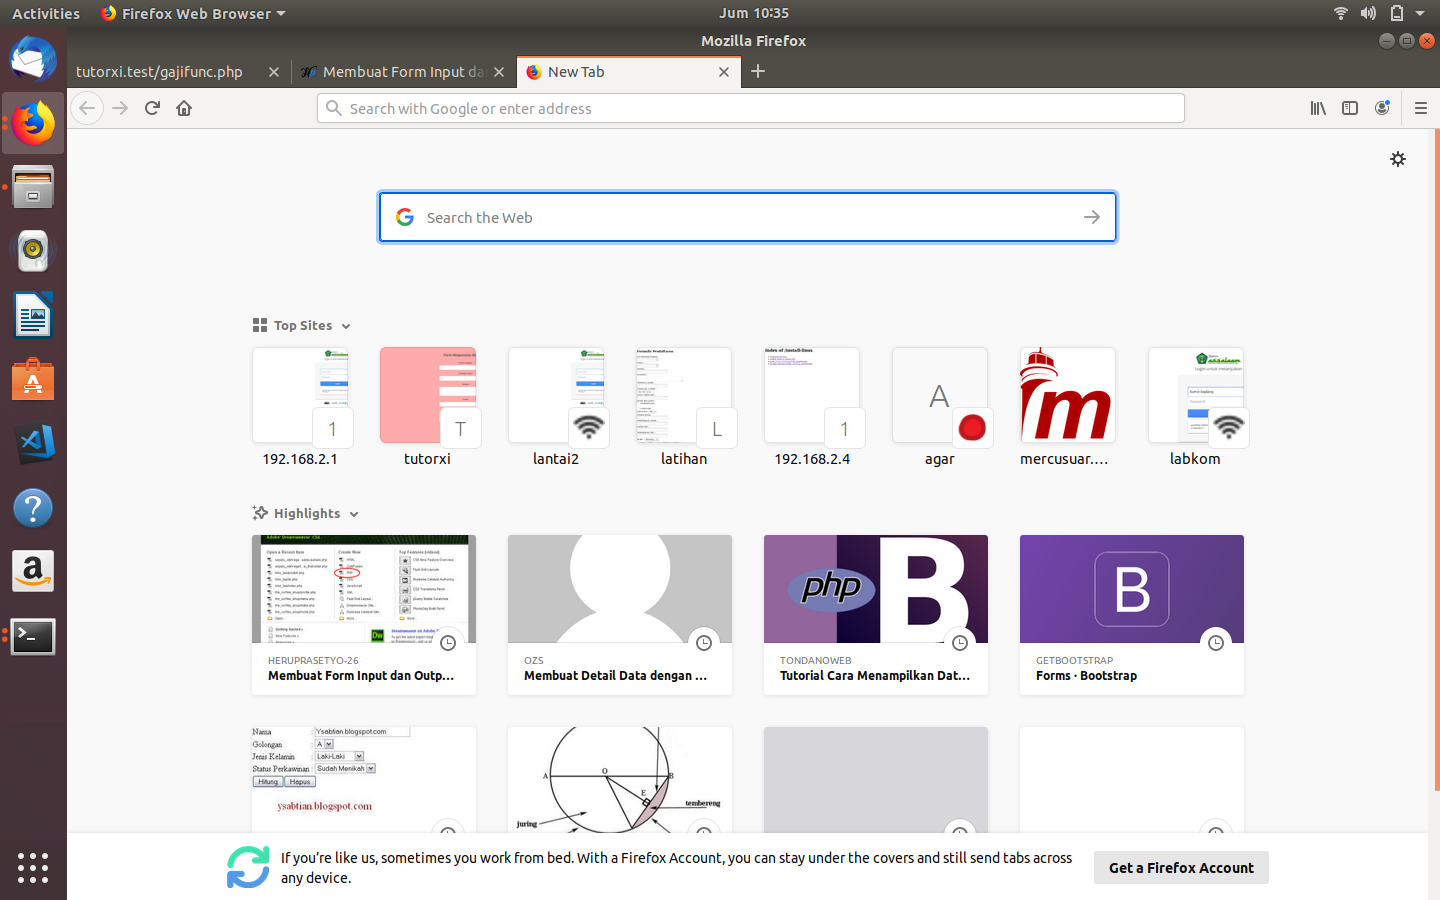 Activities
Firefox Web Browser
Jum 10:35
Mozilla Firefox
tutorxi.test/gajifunc.php
Membuat Form Input da
New Tab
Search with Google or enter address
Search the Web
Top Sites
1
T
L
1
A
m
192.168.2.1
tutorxi
lantai2
latihan
192.168.2.4
agar
mercusuar....
labkom
Highlights
php
B
B
HERUPRASETYO-26
Membuat Form Input dan Outp...
OZS
Membuat Detail Data dengan ...
TONDANOWEB
Tutorial Cara Menampilkan Dat...
GETBOOTSTRAP
Forms · Bootstrap
Nama : Ysabtian.blogspot.com
Golongan : A
Jenis Kelamin : Laki-Laki
Status Perkawinan : Sudah Menikah
Hitung Hapus
ysabtian.blogspot.com
A
O
B
E
tembereng
juring
If you’re like us, sometimes you work from bed. With a Firefox Account, you can stay under the covers and still send tabs across
any device.
Get a Firefox Account